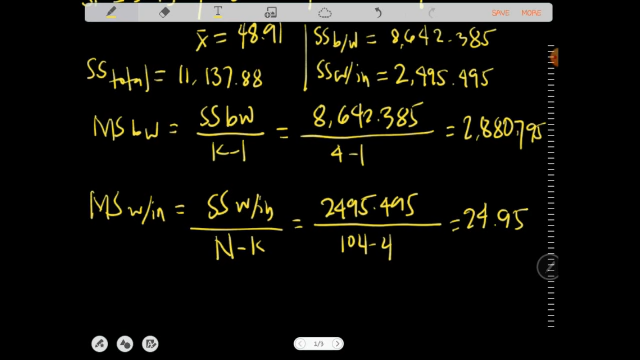 SAVE MORE
x̄ = 48.91
SS b/w = 8,642.385
SS total = 11,137.88
SS w/in = 2,495.495
MS bw = SS bw / K-1 = 8,642.385 / 4-1 = 2,880.795
MS w/in = SS w/in / N-K = 2495.495 / 104-4 = 24.95
1/3
2